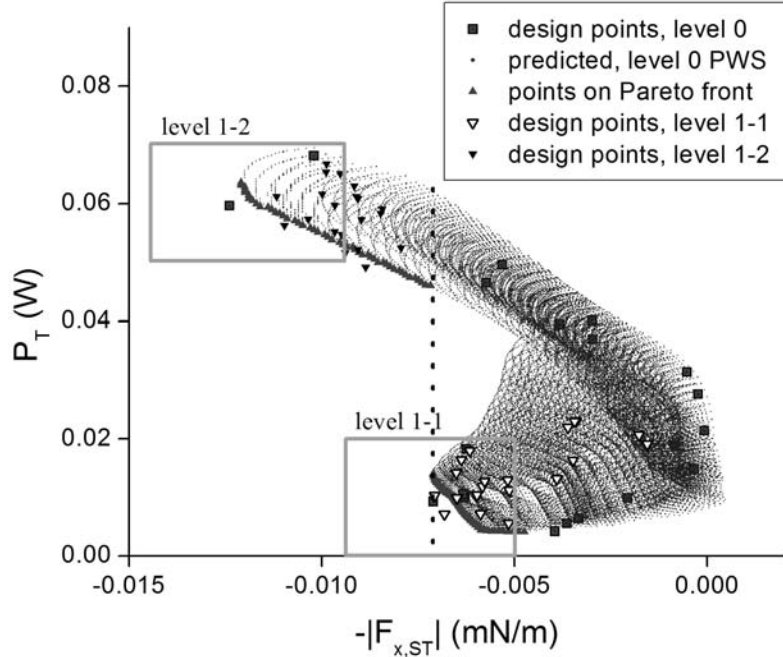 design points, level 0
predicted, level 0 PWS
points on Pareto front
design points, level 1-1
design points, level 1-2
level 1-2
level 1-1
0.08
0.06
0.04
0.02
0.00
P_T (W)
-0.015
-0.010
-0.005
0.000
-|F_x,ST| (mN/m)